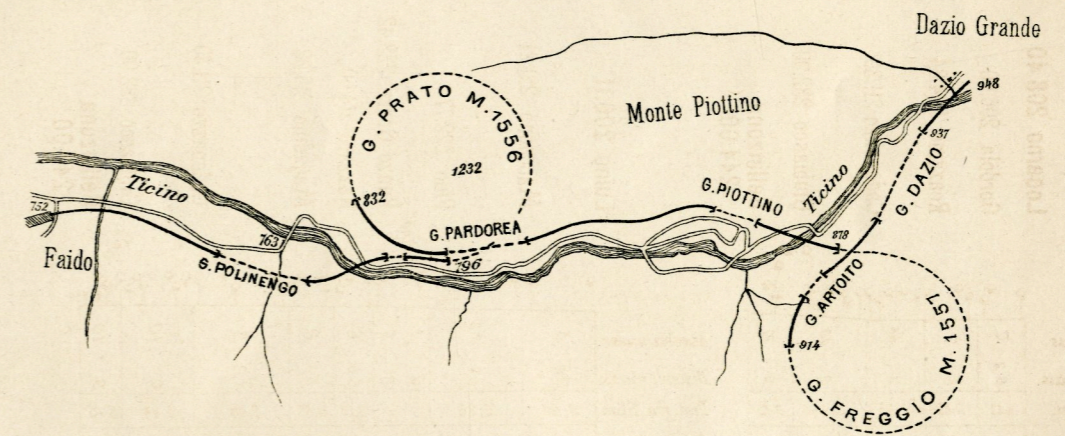 Dazio Grande
948
G. PRATO M. 1556
1232
832
Monte Piottino
937
G. DAZIO
Ticino
Ticino
752
763
Faido
G. POLINENGO
G. PARDOREA
796
G. PIOTTINO
878
G. ARTOITO
914
G. FREGGIO M. 1557